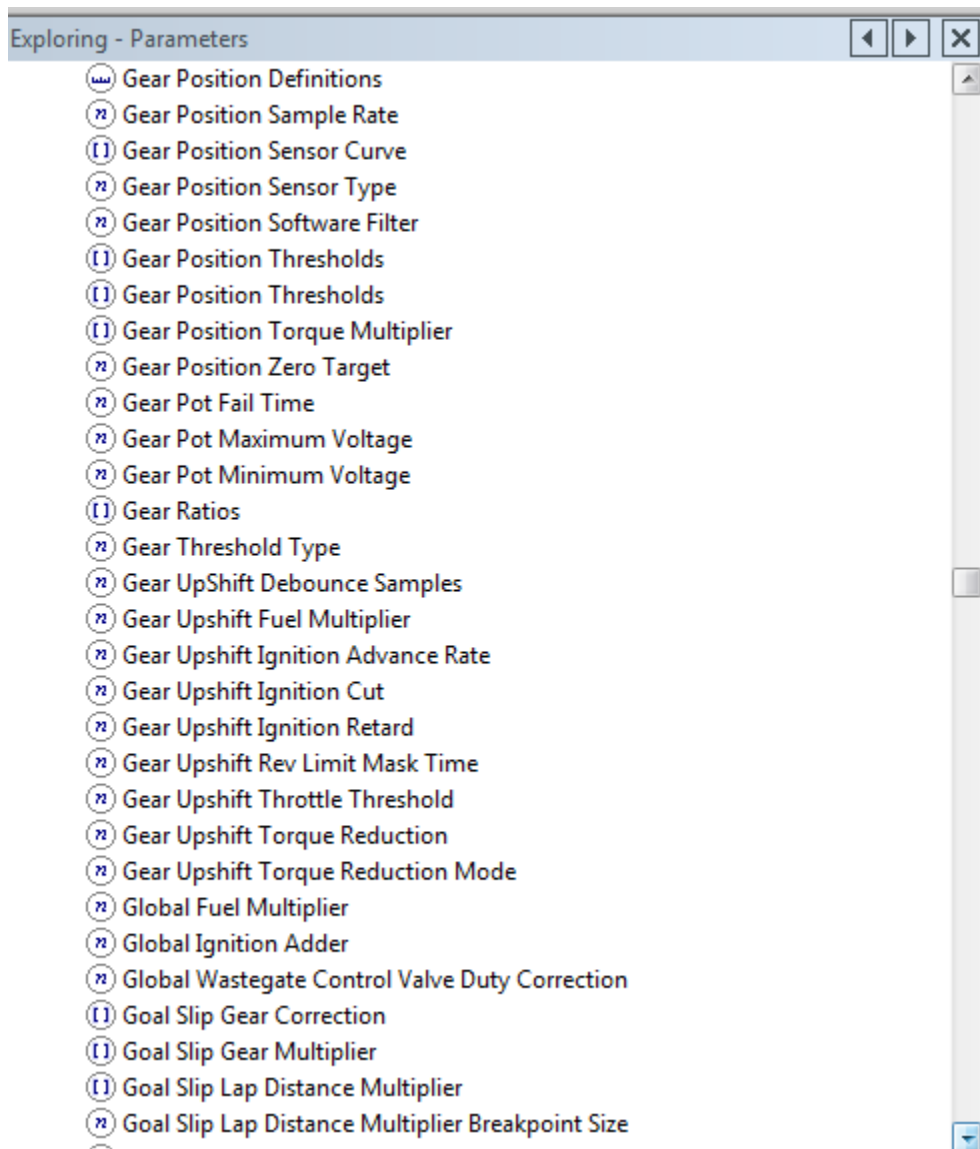 Exploring - Parameters
Gear Position Definitions
n Gear Position Sample Rate
[ ] Gear Position Sensor Curve
n Gear Position Sensor Type
n Gear Position Software Filter
[ ] Gear Position Thresholds
[ ] Gear Position Thresholds
[ ] Gear Position Torque Multiplier
n Gear Position Zero Target
n Gear Pot Fail Time
n Gear Pot Maximum Voltage
n Gear Pot Minimum Voltage
[ ] Gear Ratios
n Gear Threshold Type
n Gear UpShift Debounce Samples
n Gear Upshift Fuel Multiplier
n Gear Upshift Ignition Advance Rate
n Gear Upshift Ignition Cut
n Gear Upshift Ignition Retard
n Gear Upshift Rev Limit Mask Time
n Gear Upshift Throttle Threshold
n Gear Upshift Torque Reduction
n Gear Upshift Torque Reduction Mode
n Global Fuel Multiplier
n Global Ignition Adder
n Global Wastegate Control Valve Duty Correction
[ ] Goal Slip Gear Correction
[ ] Goal Slip Gear Multiplier
[ ] Goal Slip Lap Distance Multiplier
n Goal Slip Lap Distance Multiplier Breakpoint Size